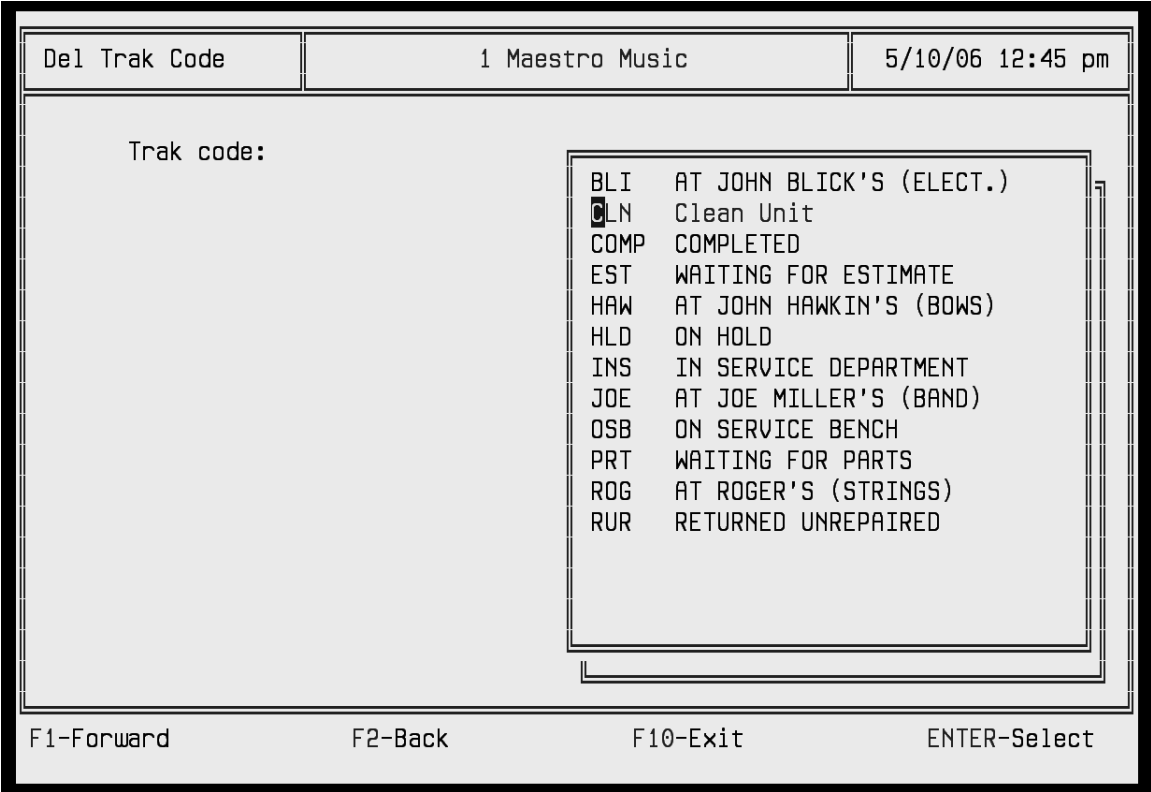 Del Trak Code 1 Maestro Music 5/10/06 12:45 pm
Trak code:
BLI AT JOHN BLICK'S (ELECT.)
CLN Clean Unit
COMP COMPLETED
EST WAITING FOR ESTIMATE
HAW AT JOHN HAWKIN'S (BOWS)
HLD ON HOLD
INS IN SERVICE DEPARTMENT
JOE AT JOE MILLER'S (BAND)
OSB ON SERVICE BENCH
PRT WAITING FOR PARTS
ROG AT ROGER'S (STRINGS)
RUR RETURNED UNREPAIRED
F1-Forward F2-Back F10-Exit ENTER-Select